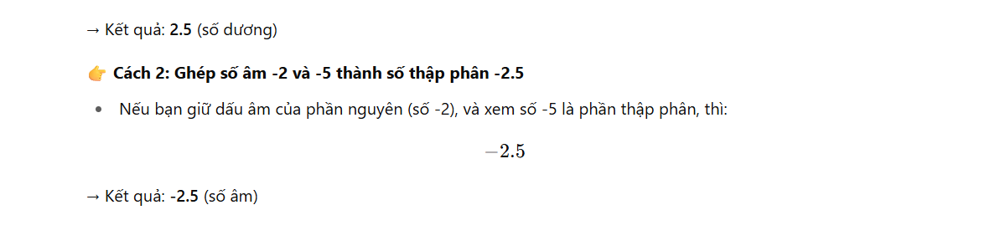 → Kết quả: 2.5 (số dương)
👉 Cách 2: Ghép số âm -2 và -5 thành số thập phân -2.5
• Nếu bạn giữ dấu âm của phần nguyên (số -2), và xem số -5 là phần thập phân, thì:
−2.5
→ Kết quả: -2.5 (số âm)